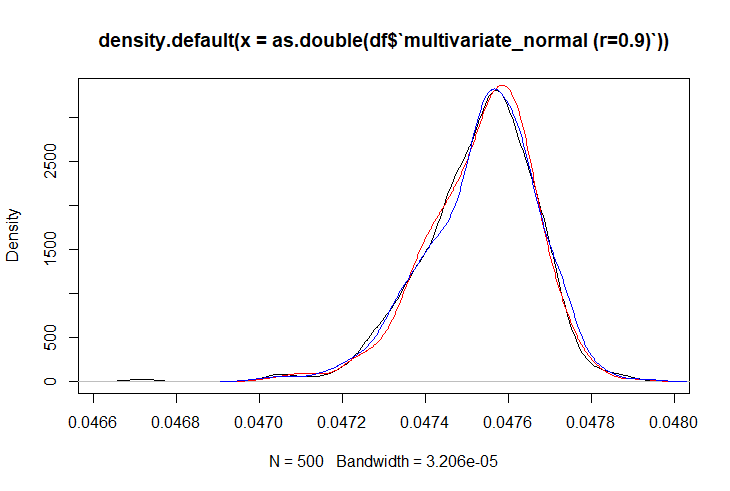 density.default(x = as.double(df$`multivariate_normal (r=0.9)`))
Density
2500
1500
500
0
0.0466 0.0468 0.0470 0.0472 0.0474 0.0476 0.0478 0.0480
N = 500 Bandwidth = 3.206e-05